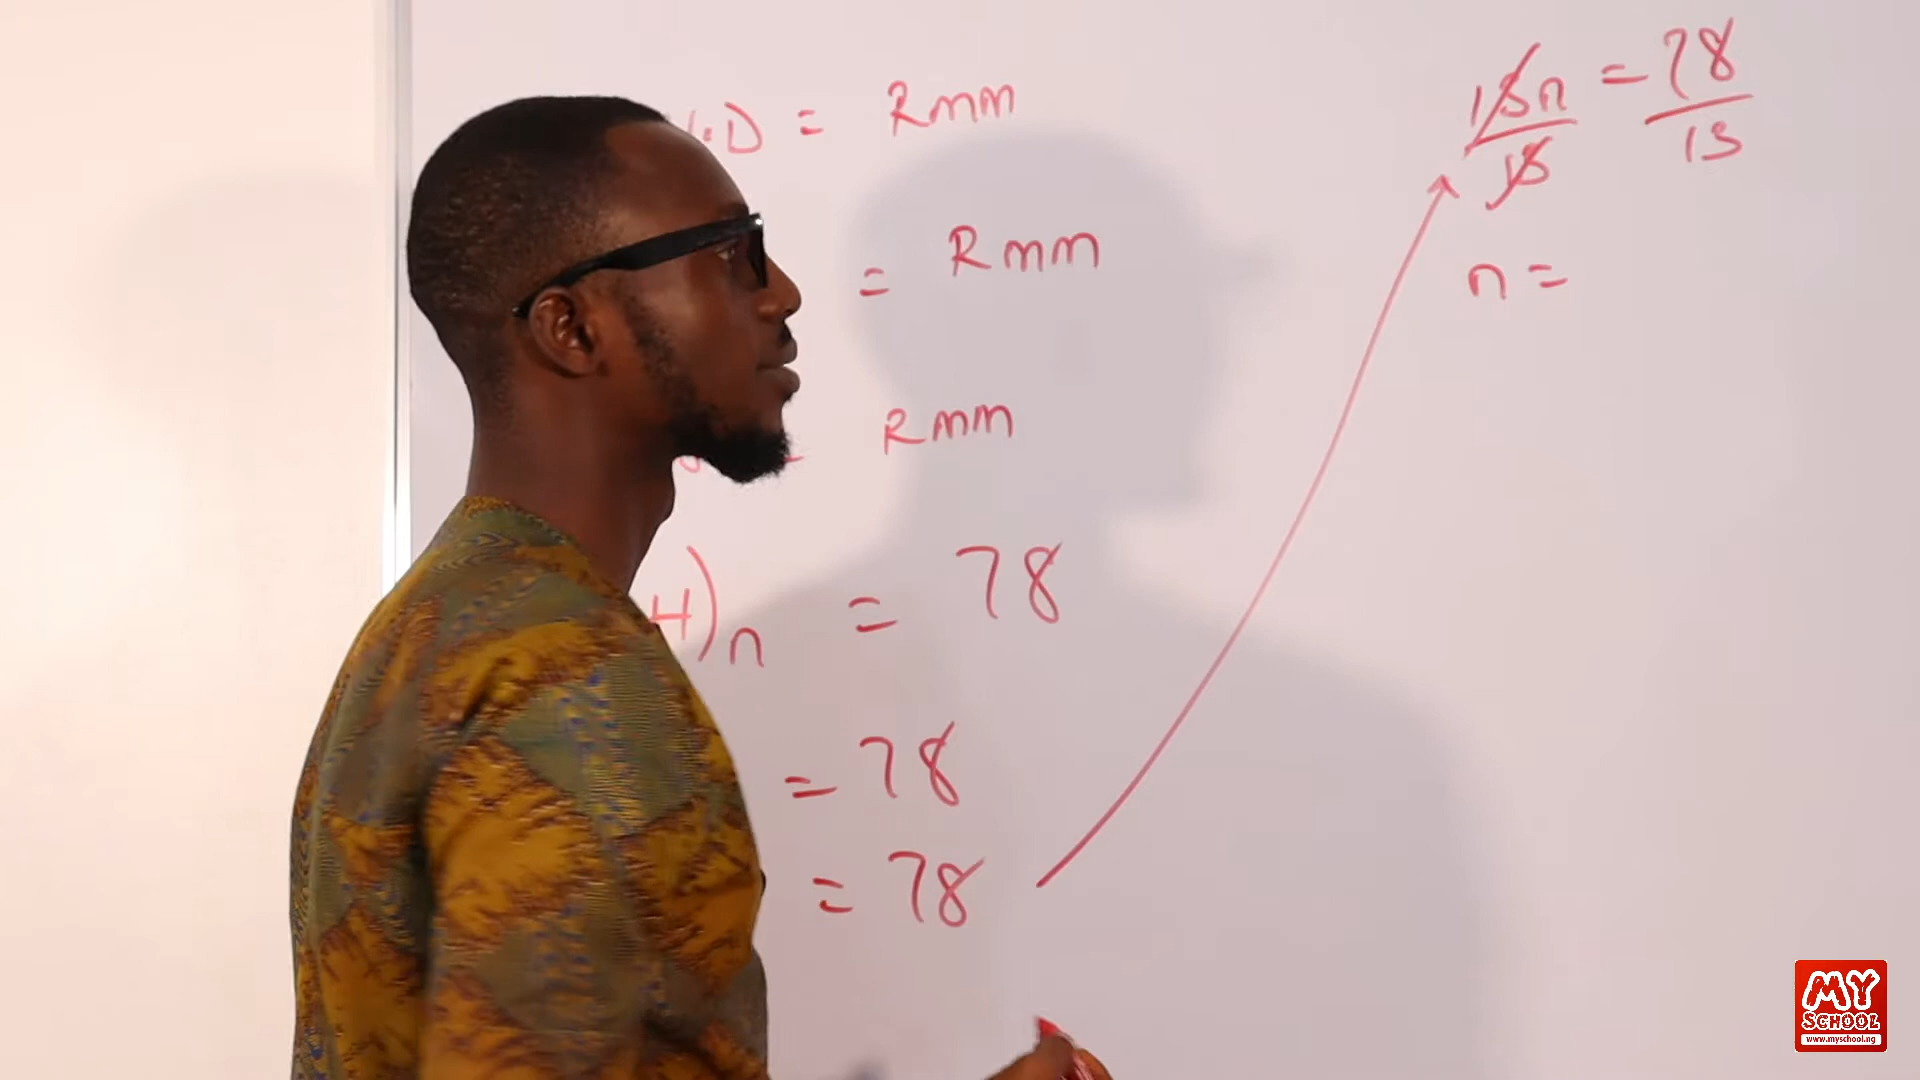 .D = Rmm
= Rmm
Rmm
H)n = 78
= 78
= 78
13n = 78
13 13
n =
MY
SCHOOL
www.myschool.ng